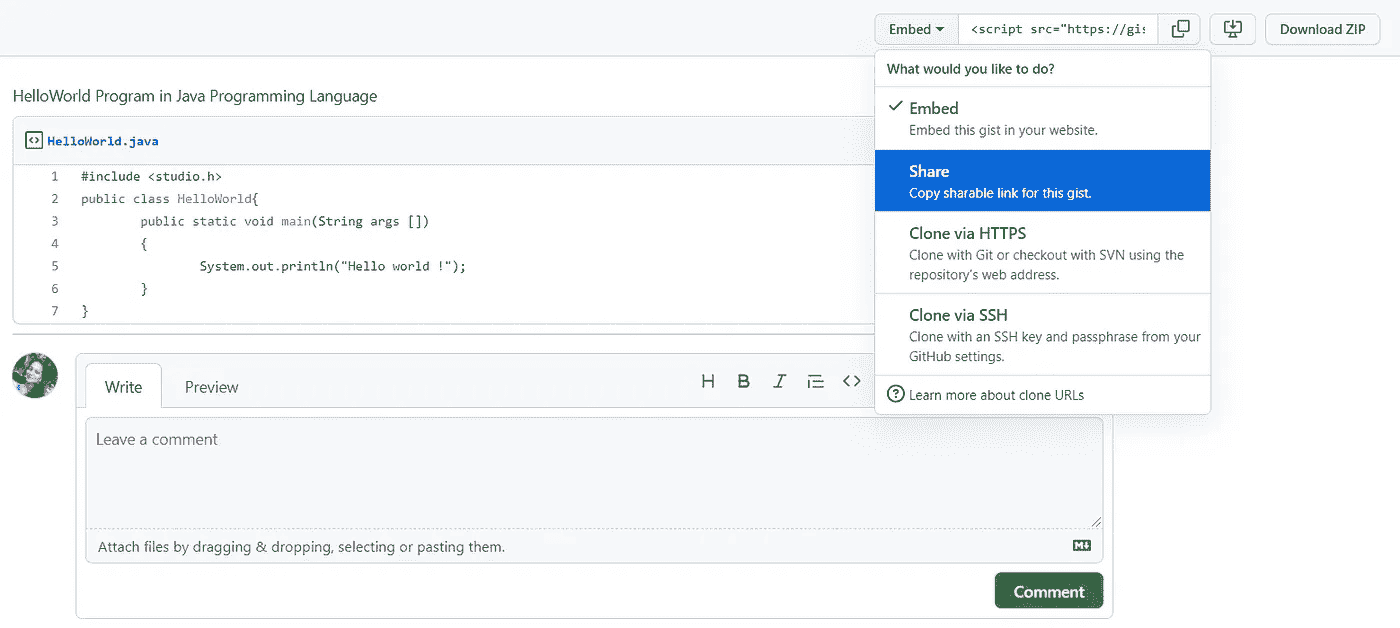 Embed
<script src="https://gis
Download ZIP
What would you like to do?
Embed
Embed this gist in your website.
Share
Copy sharable link for this gist.
Clone via HTTPS
Clone with Git or checkout with SVN using the
repository's web address.
Clone via SSH
Clone with an SSH key and passphrase from your
GitHub settings.
Learn more about clone URLs
HelloWorld Program in Java Programming Language
HelloWorld.java
1 #include <studio.h>
2 public class HelloWorld{
3 public static void main(String args [])
4 {
5 System.out.println("Hello world !");
6 }
7 }
Write
Preview
H B I
Leave a comment
Attach files by dragging & dropping, selecting or pasting them.
M
Comment